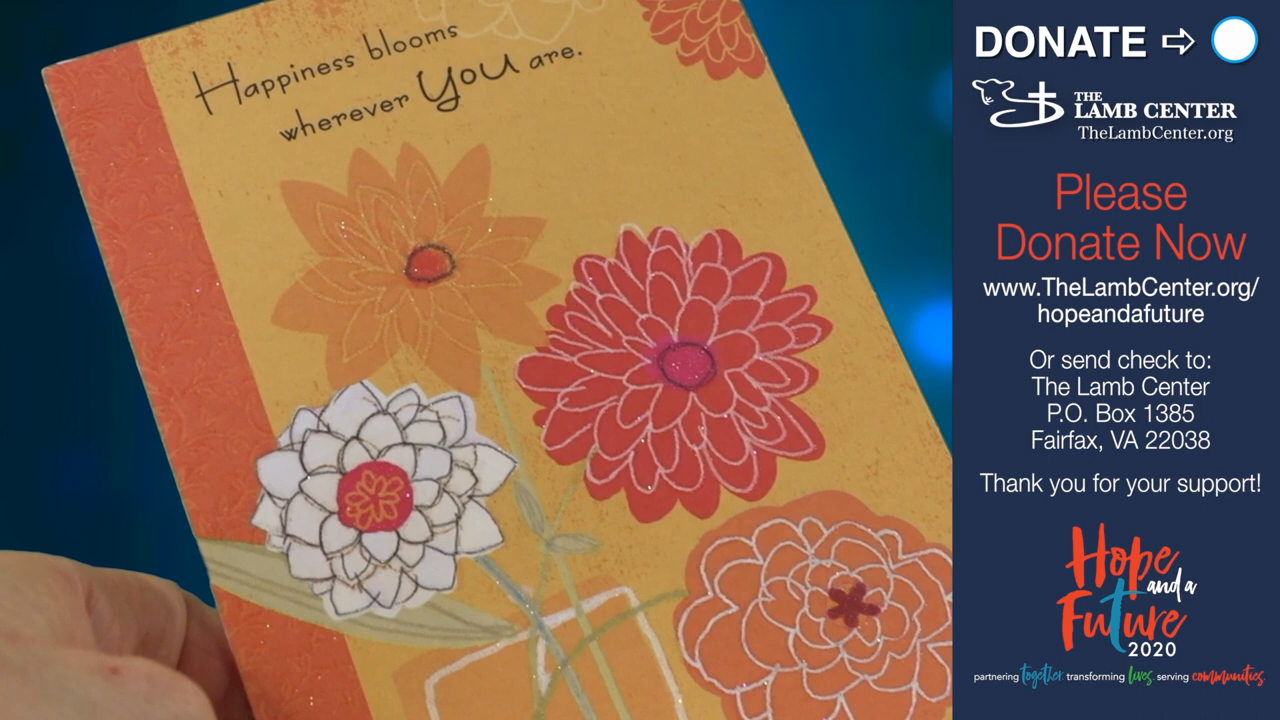 Happiness blooms
wherever you are.
DONATE ⇨
THE
LAMB CENTER
TheLambCenter.org
Please
Donate Now
www.TheLambCenter.org/
hopeandafuture
Or send check to:
The Lamb Center
P.O. Box 1385
Fairfax, VA 22038
Thank you for your support!
Hope
and a
Future
2020
partnering together. transforming lives. serving communities.